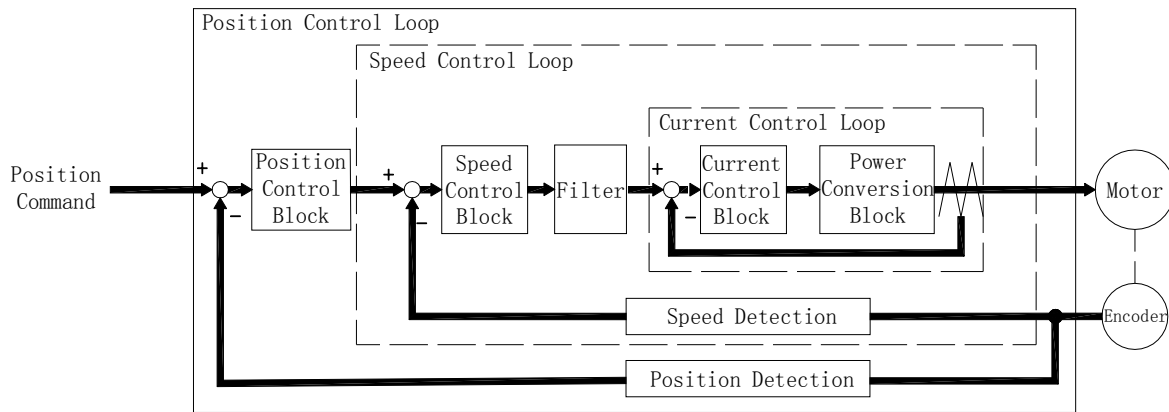 Position Control Loop
Speed Control Loop
Current Control Loop
Position
Command
+
−
Position
Control
Block
+
−
Speed
Control
Block
Filter
+
−
Current
Control
Block
Power
Conversion
Block
Motor
Encoder
Speed Detection
Position Detection